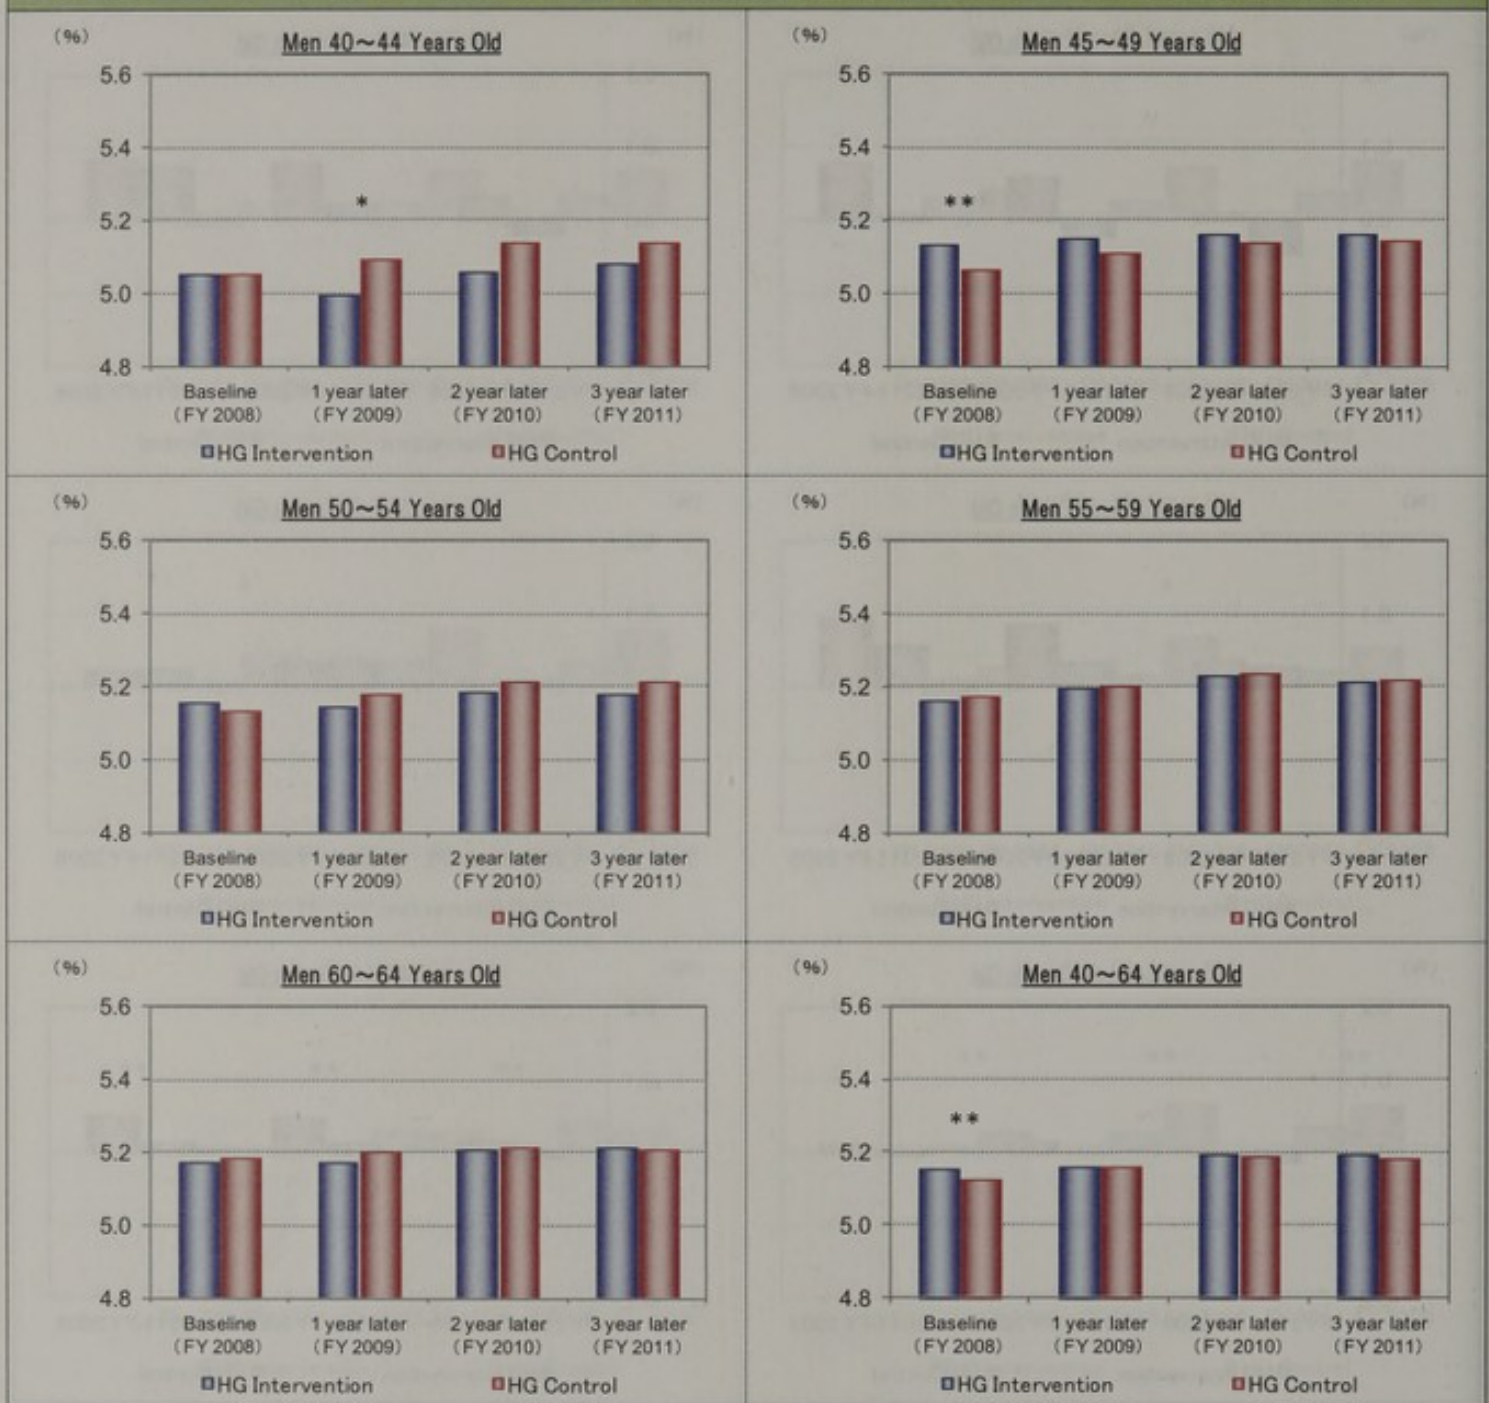 (%)
Men 40～44 Years Old
5.6
5.4
*
5.2
5.0
4.8
Baseline 1 year later 2 year later 3 year later
(FY 2008) (FY 2009) (FY 2010) (FY 2011)
HG Intervention HG Control
(%)
Men 45～49 Years Old
5.6
5.4
**
5.2
5.0
4.8
Baseline 1 year later 2 year later 3 year later
(FY 2008) (FY 2009) (FY 2010) (FY 2011)
HG Intervention HG Control
(%)
Men 50～54 Years Old
5.6
5.4
5.2
5.0
4.8
Baseline 1 year later 2 year later 3 year later
(FY 2008) (FY 2009) (FY 2010) (FY 2011)
HG Intervention HG Control
(%)
Men 55～59 Years Old
5.6
5.4
5.2
5.0
4.8
Baseline 1 year later 2 year later 3 year later
(FY 2008) (FY 2009) (FY 2010) (FY 2011)
HG Intervention HG Control
(%)
Men 60～64 Years Old
5.6
5.4
5.2
5.0
4.8
Baseline 1 year later 2 year later 3 year later
(FY 2008) (FY 2009) (FY 2010) (FY 2011)
HG Intervention HG Control
(%)
Men 40～64 Years Old
5.6
5.4
**
5.2
5.0
4.8
Baseline 1 year later 2 year later 3 year later
(FY 2008) (FY 2009) (FY 2010) (FY 2011)
HG Intervention HG Control